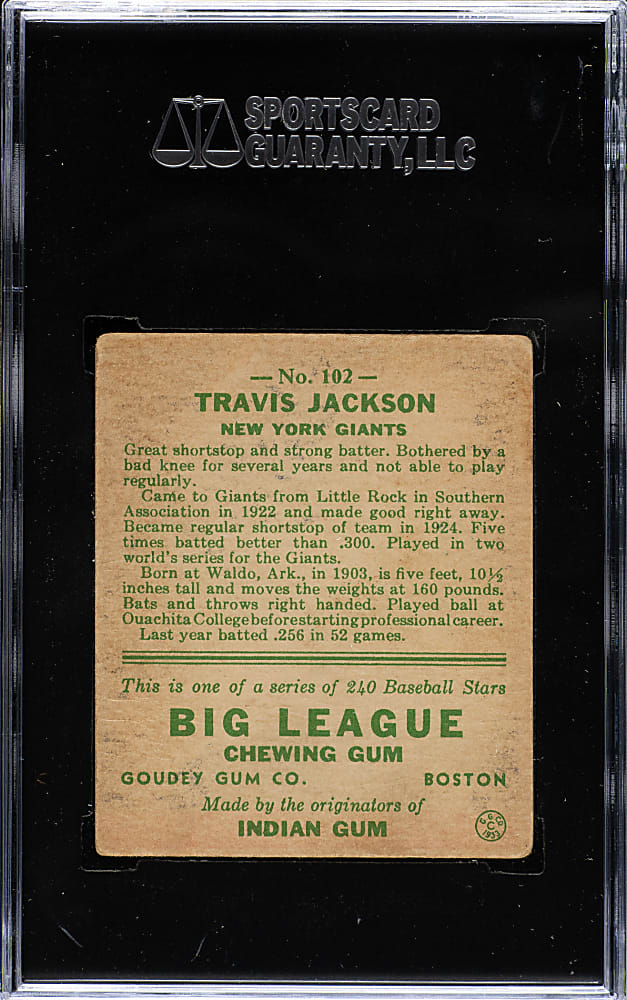 SPORTSCARD
GUARANTY, LLC
— No. 102 —
TRAVIS JACKSON
NEW YORK GIANTS
Great shortstop and strong batter. Bothered by a
bad knee for several years and not able to play
regularly.
Came to Giants from Little Rock in Southern
Association in 1922 and made good right away.
Became regular shortstop of team in 1924. Five
times batted better than .300. Played in two
world's series for the Giants.
Born at Waldo, Ark., in 1903, is five feet, 10½
inches tall and moves the weights at 160 pounds.
Bats and throws right handed. Played ball at
Ouachita College before starting professional career.
Last year batted .256 in 52 games.
This is one of a series of 240 Baseball Stars
BIG LEAGUE
CHEWING GUM
GOUDEY GUM CO. BOSTON
Made by the originators of
INDIAN GUM
G. G. CO.
C
1933